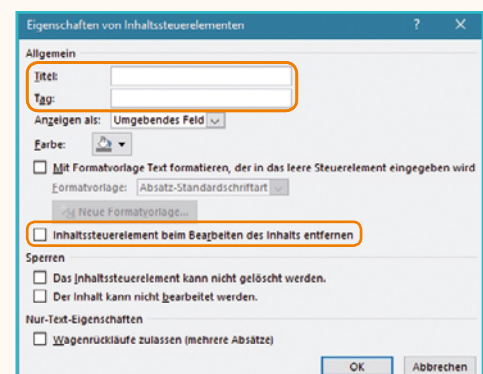 Eigenschaften von Inhaltssteuerelementen ? ✕
Allgemein
Titel:
Tag:
Anzeigen als: Umgebendes Feld
Farbe:
Mit Formatvorlage Text formatieren, der in das leere Steuerelement eingegeben wird
Formatvorlage: Absatz-Standardschriftart
Neue Formatvorlage...
Inhaltssteuerelement beim Bearbeiten des Inhalts entfernen
Sperren
Das Inhaltssteuerelement kann nicht gelöscht werden.
Der Inhalt kann nicht bearbeitet werden.
Nur-Text-Eigenschaften
Wagenrückläufe zulassen (mehrere Absätze)
OK Abbrechen